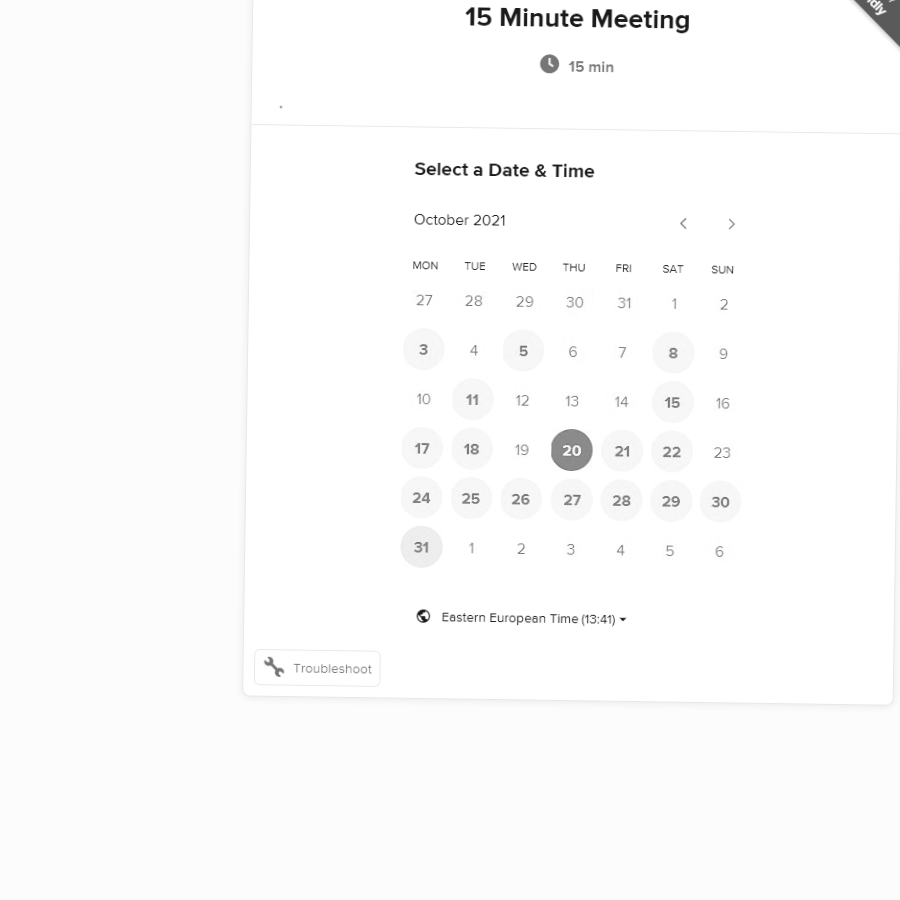 15 Minute Meeting
15 min
.
Select a Date & Time
October 2021
MON TUE WED THU FRI SAT SUN
27 28 29 30 31 1 2
3 4 5 6 7 8 9
10 11 12 13 14 15 16
17 18 19 20 21 22 23
24 25 26 27 28 29 30
31 1 2 3 4 5 6
Eastern European Time (13:41)
Troubleshoot